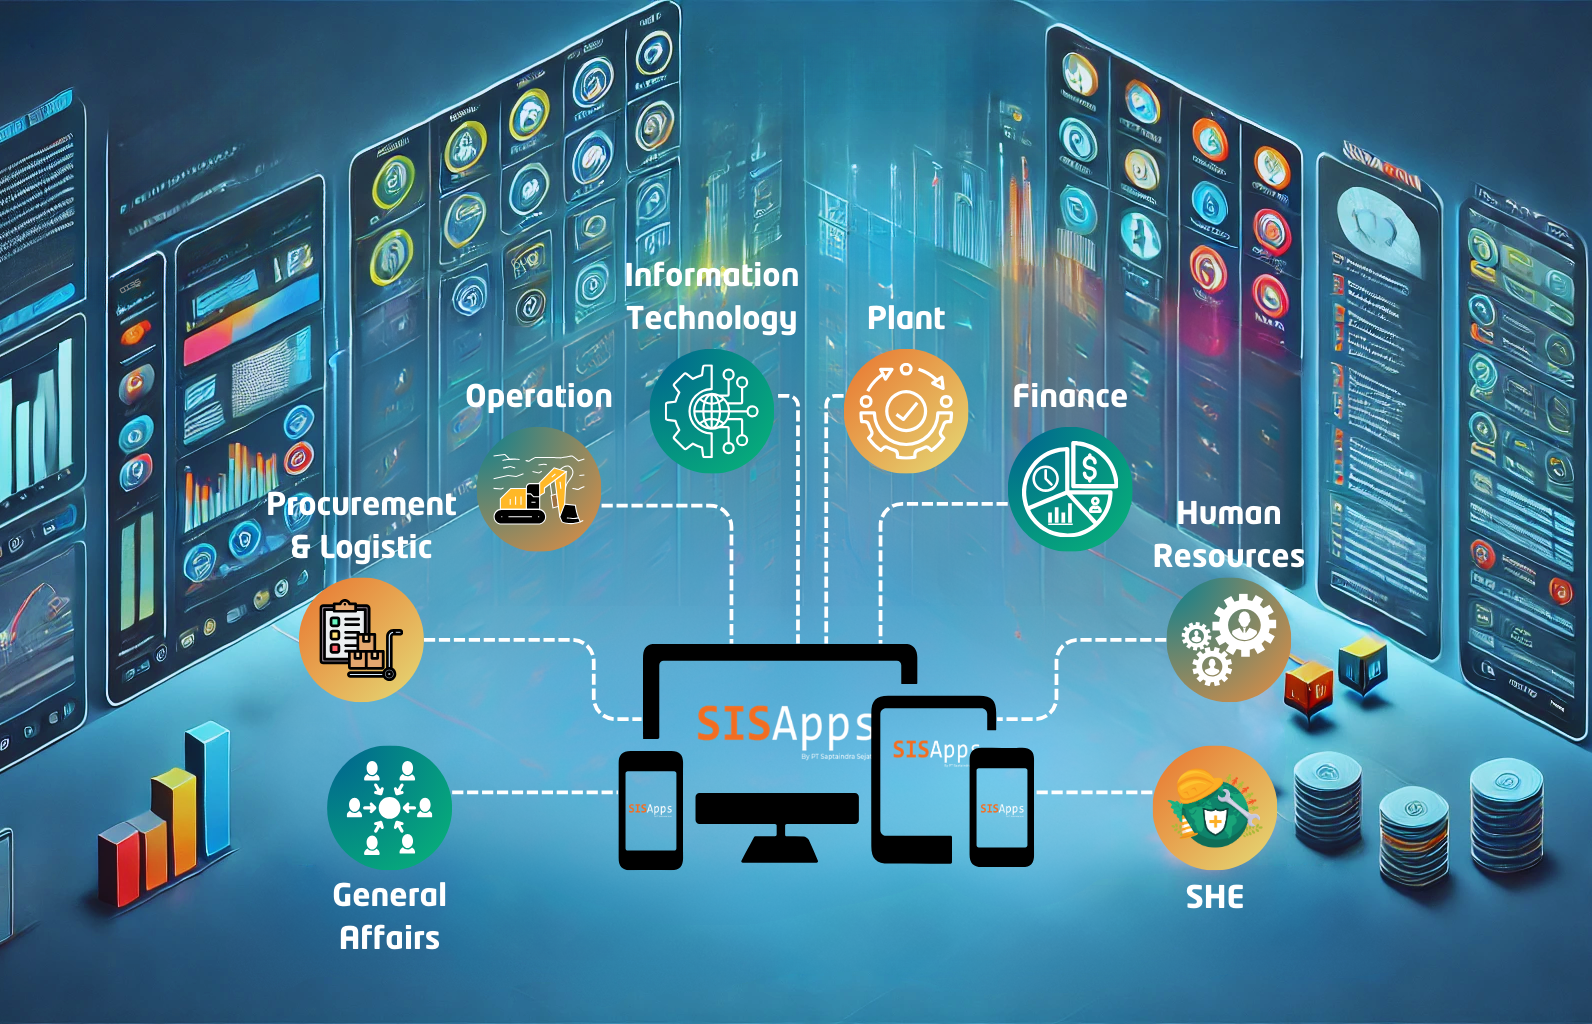 Information
Technology
Plant
Operation
Finance
Procurement
& Logistic
Human
Resources
SISApps
By PT Saptaindra Sejat
SISApps
SISApps
SISApps
General
Affairs
SHE